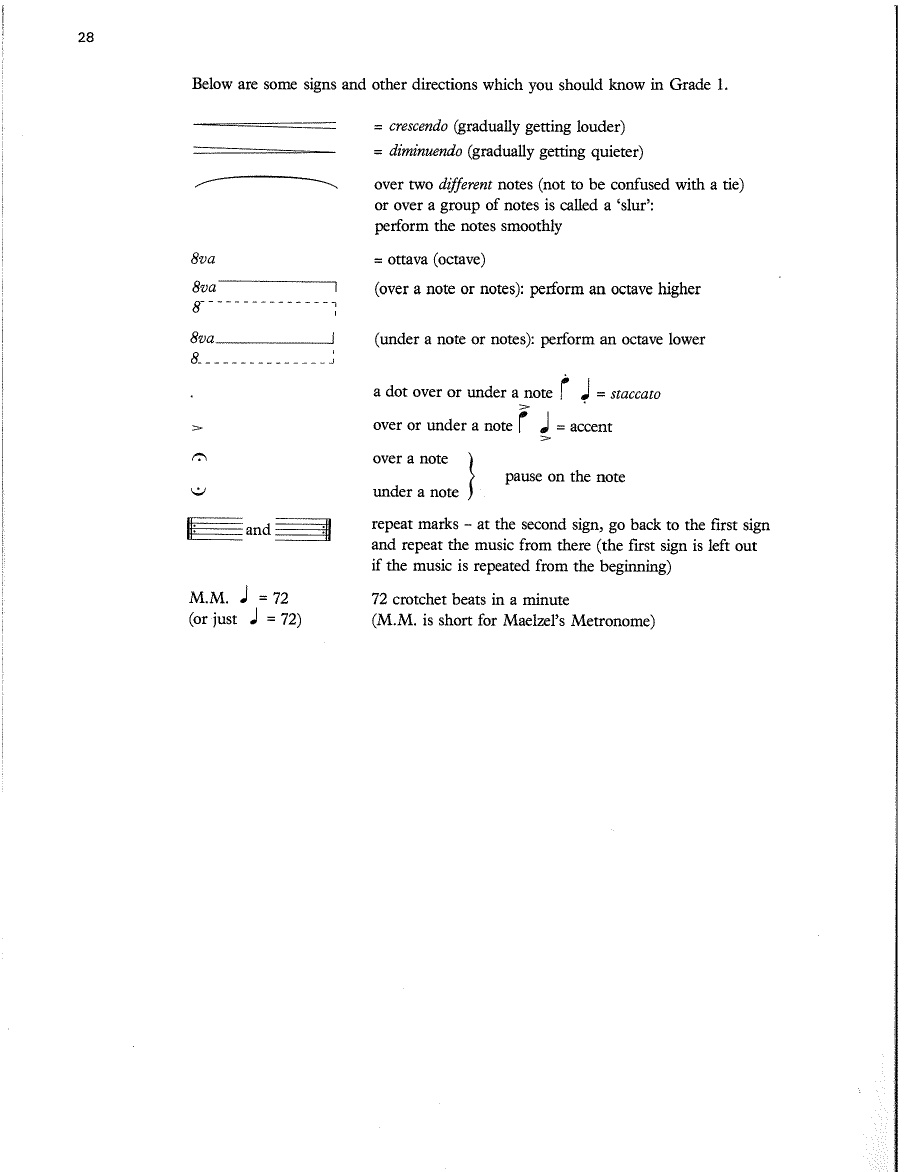 28
Below are some signs and other directions which you should know in Grade 1.
= crescendo (gradually getting louder)
= diminuendo (gradually getting quieter)
over two different notes (not to be confused with a tie)
or over a group of notes is called a ‘slur’:
perform the notes smoothly
8va = ottava (octave)
8va (over a note or notes): perform an octave higher
8
8va (under a note or notes): perform an octave lower
8
. a dot over or under a note = staccato
> over or under a note = accent
over a note
pause on the note
under a note
and repeat marks – at the second sign, go back to the first sign
and repeat the music from there (the first sign is left out
if the music is repeated from the beginning)
M.M. ♩ = 72 72 crotchet beats in a minute
(or just ♩ = 72) (M.M. is short for Maelzel’s Metronome)